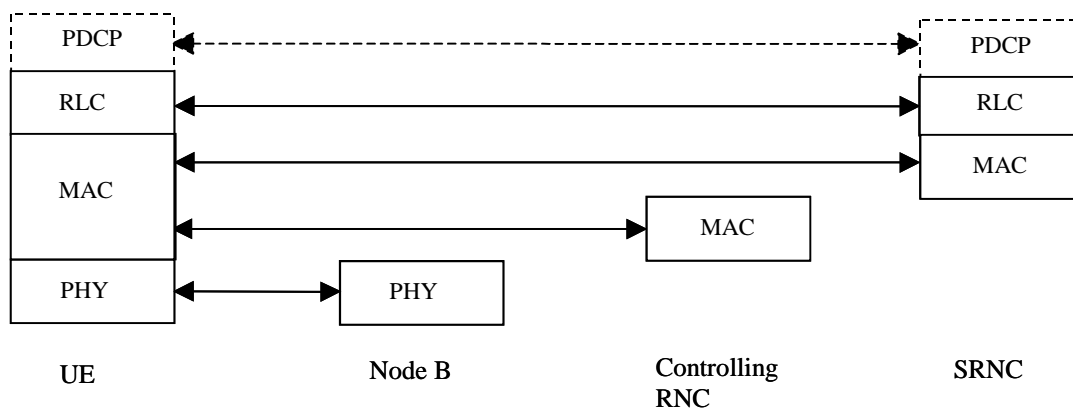 PDCP
PDCP
RLC
RLC
MAC
MAC
MAC
PHY
PHY
UE
Node B
Controlling
RNC
SRNC